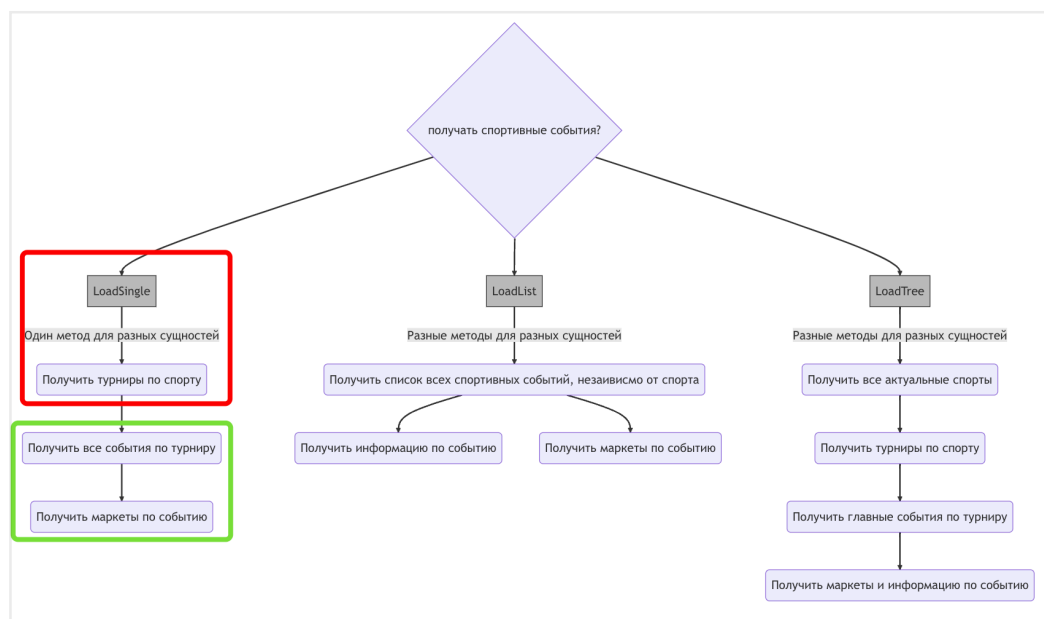 получать спортивные события?
LoadSingle
LoadList
LoadTree
Один метод для разных сущностей
Разные методы для разных сущностей
Разные методы для разных сущностей
Получить турниры по спорту
Получить список всех спортивных событий, незаивисмо от спорта
Получить все актуальные спорты
Получить все события по турниру
Получить информацию по событию
Получить маркеты по событию
Получить турниры по спорту
Получить маркеты по событию
Получить главные события по турниру
Получить маркеты и информацию по событию